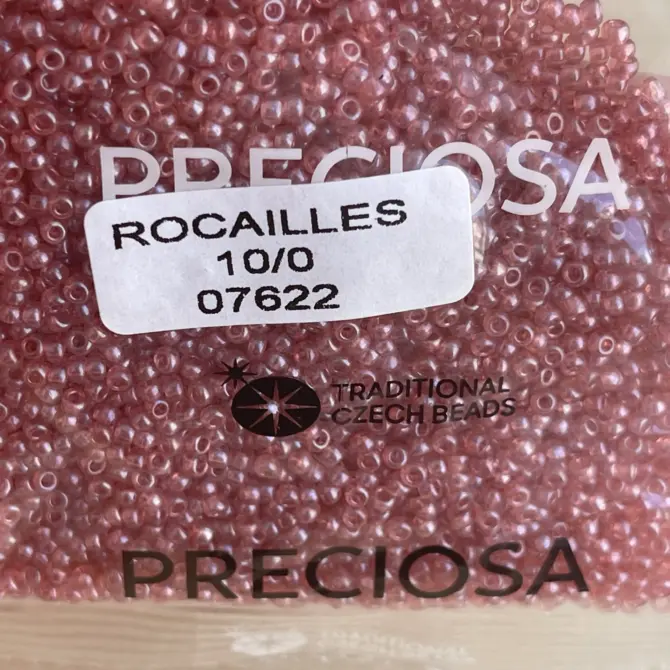 PRECIOSA
ROCAILLES
10/0
07622
TRADITIONAL
CZECH BEADS
PRECIOSA